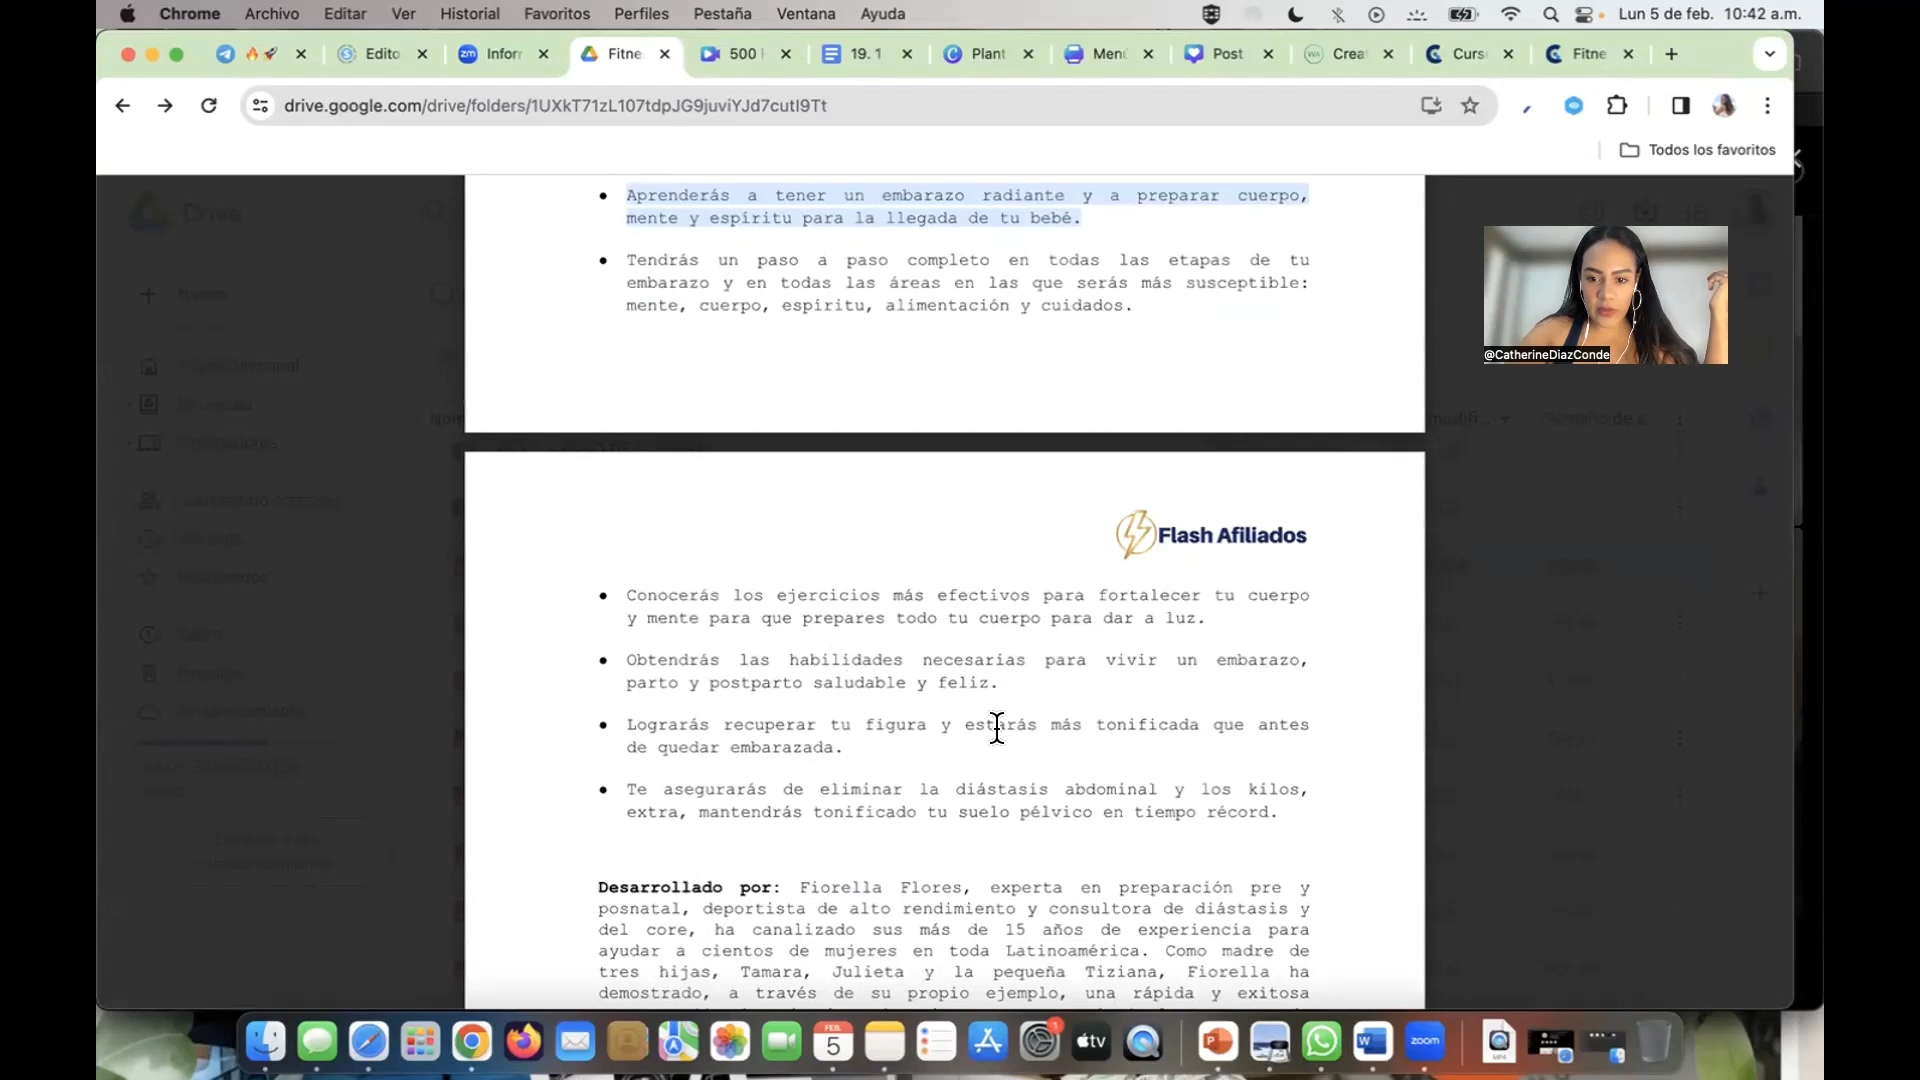 Chrome Archivo Editar Ver Historial Favoritos Perfiles Pestaña Ventana Ayuda Lun 5 de feb. 10:42 a.m.
Edito zm Inforr Fitne 500 19. 1 Plant Menú Post Crea Curs Fitne
drive.google.com/drive/folders/1UXkT71zL107tdpJG9juviYJd7cutI9Tt
Todos los favoritos
Drive
Aprenderás a tener un embarazo radiante y a preparar cuerpo,
mente y espíritu para la llegada de tu bebé.
Tendrás un paso a paso completo en todas las etapas de tu
embarazo y en todas las áreas en las que serás más susceptible:
mente, cuerpo, espíritu, alimentación y cuidados.
@CatherineDiazConde
Flash Afiliados
Conocerás los ejercicios más efectivos para fortalecer tu cuerpo
y mente para que prepares todo tu cuerpo para dar a luz.
Obtendrás las habilidades necesarias para vivir un embarazo,
parto y postparto saludable y feliz.
Lograrás recuperar tu figura y estarás más tonificada que antes
de quedar embarazada.
Te asegurarás de eliminar la diástasis abdominal y los kilos,
extra, mantendrás tonificado tu suelo pélvico en tiempo récord.
Desarrollado por: Fiorella Flores, experta en preparación pre y
posnatal, deportista de alto rendimiento y consultora de diástasis y
del core, ha canalizado sus más de 15 años de experiencia para
ayudar a cientos de mujeres en toda Latinoamérica. Como madre de
tres hijas, Tamara, Julieta y la pequeña Tiziana, Fiorella ha
demostrado, a través de su propio ejemplo, una rápida y exitosa
FEB.
5
1
tv
zoom
MP4